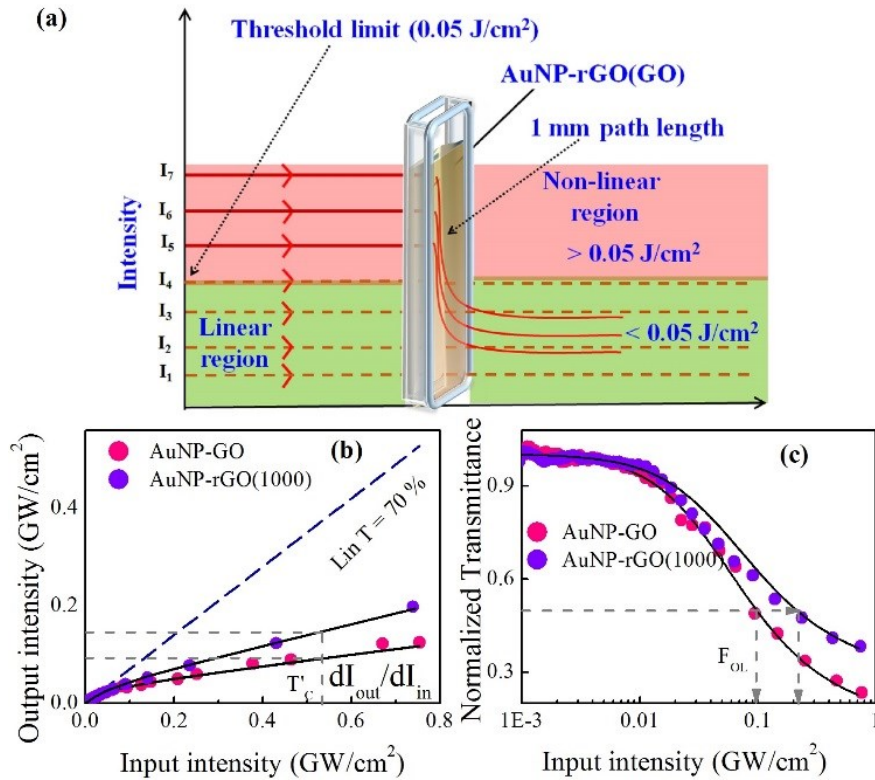 (a)
Threshold limit (0.05 J/cm²)
AuNP-rGO(GO)
1 mm path length
Intensity
I₇
I₆
I₅
I₄
I₃
I₂
I₁
Non-linear
region
> 0.05 J/cm²
Linear
region
< 0.05 J/cm²
(b)
AuNP-GO
AuNP-rGO(1000)
Lin T = 70 %
Output intensity (GW/cm²)
0.4
0.2
0.0
T'c dI_out/dI_in
0.0 0.2 0.4 0.6 0.8
Input intensity (GW/cm²)
(c)
AuNP-GO
AuNP-rGO(1000)
Normalized Transmittance
0.9
0.6
0.3
F_OL
1E-3 0.01 0.1 1
Input intensity (GW/cm²)